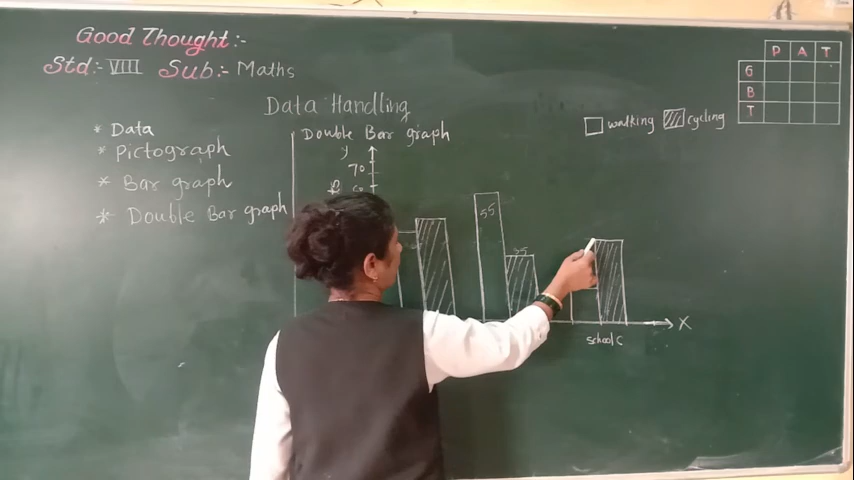 Good Thought:-
Std:- VIII Sub:- Maths
P A T
G
B
T
Data Handling
* Data
* Pictograph
* Bar graph
* Double Bar graph
Double Bar graph
walking cycling
y
70
55
X
school C